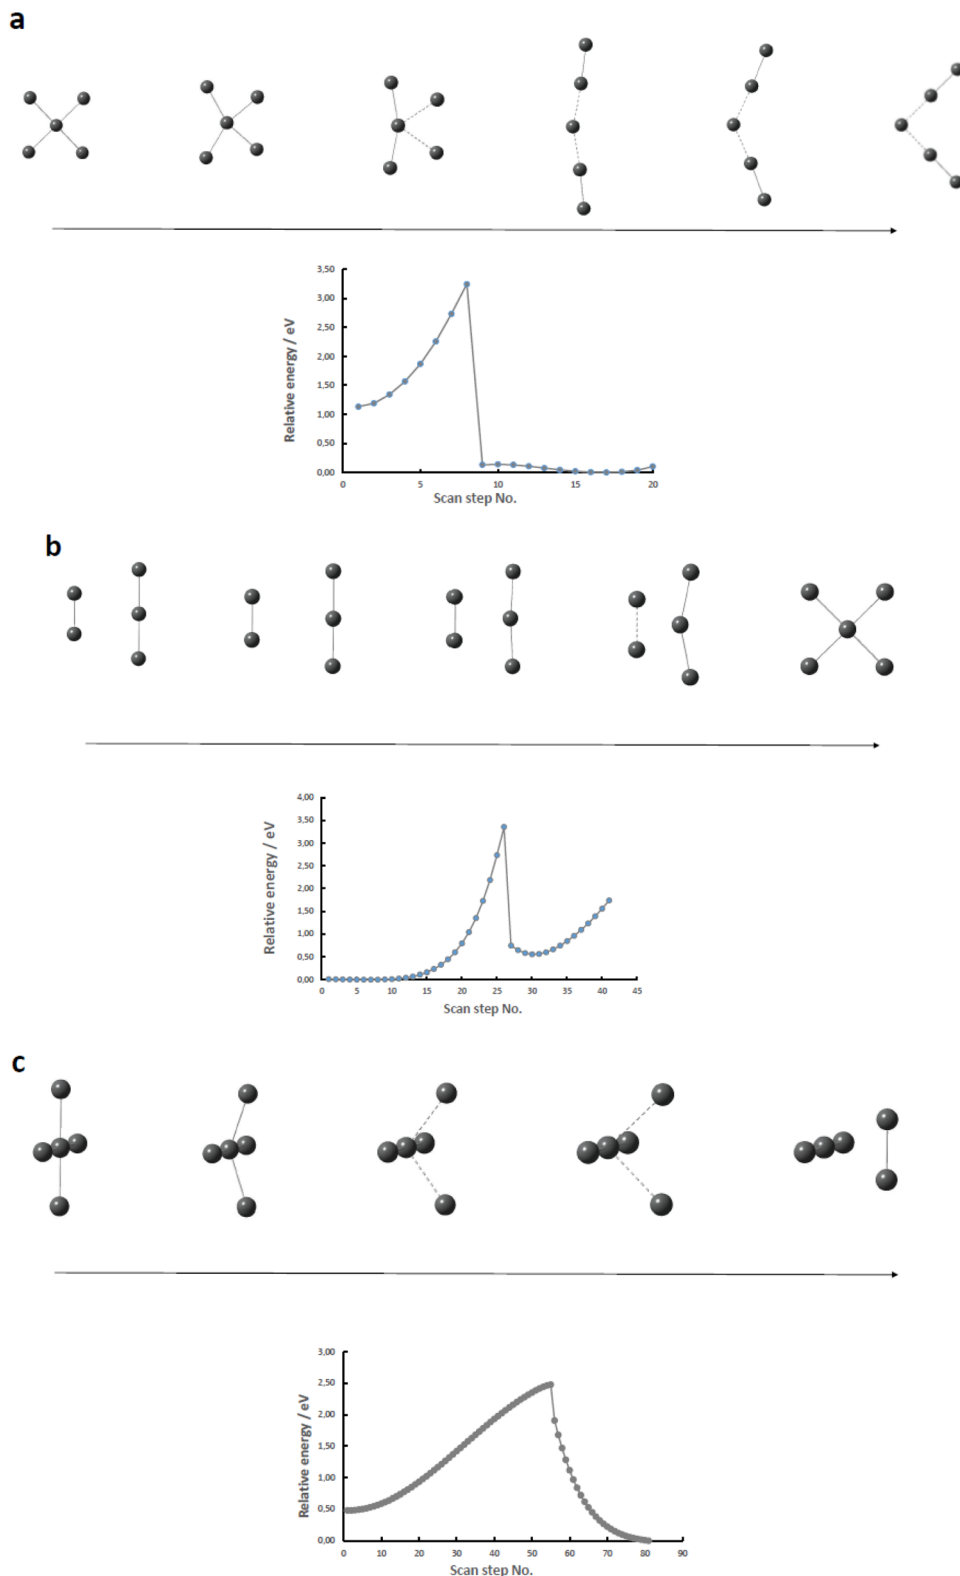 a
3,50
3,00
2,50
2,00
1,50
1,00
0,50
0,00
Relative energy / eV
0 5 10 15 20
Scan step No.
b
4,00
3,50
3,00
2,50
2,00
1,50
1,00
0,50
0,00
Relative energy / eV
0 5 10 15 20 25 30 35 40 45
Scan step No.
c
3,00
2,50
2,00
1,50
1,00
0,50
0,00
Relative energy / eV
0 10 20 30 40 50 60 70 80 90
Scan step No.